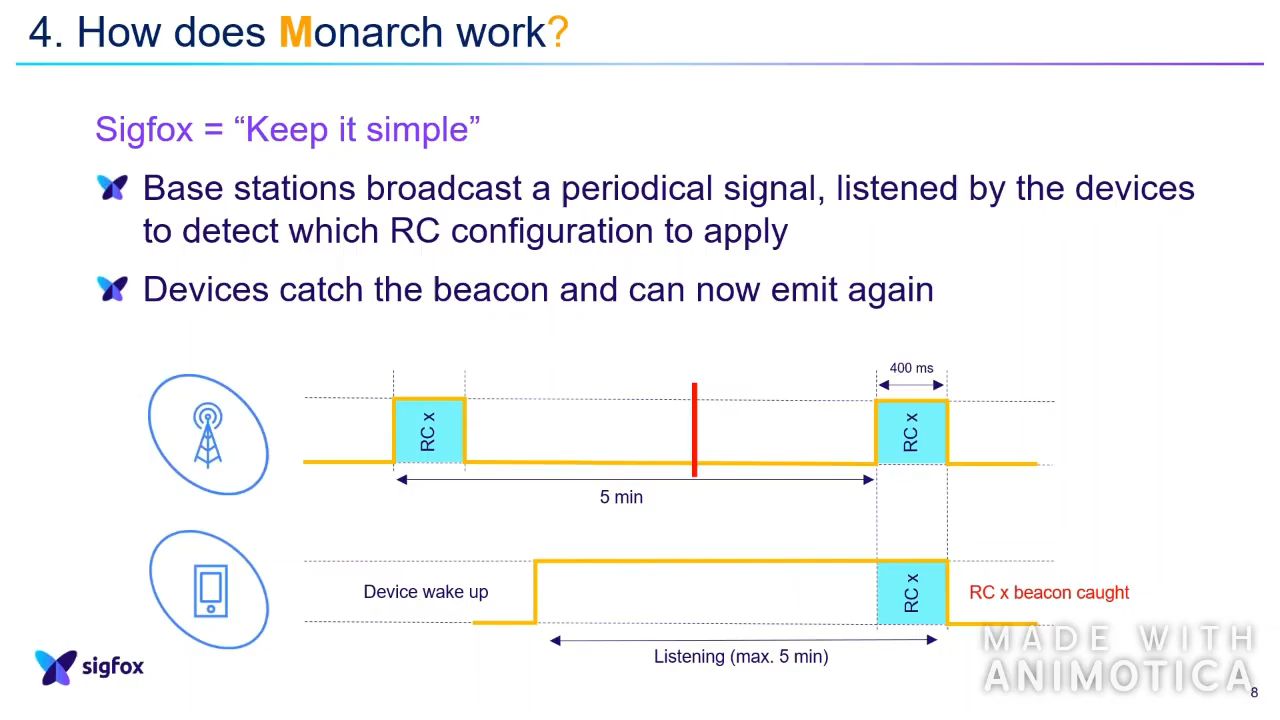 4. How does Monarch work?
Sigfox = “Keep it simple”
Base stations broadcast a periodical signal, listened by the devices
to detect which RC configuration to apply
Devices catch the beacon and can now emit again
400 ms
RC x
RC x
5 min
Device wake up
RC x
RC x beacon caught
Listening (max. 5 min)
sigfox
MADE WITH
ANIMOTICA
8